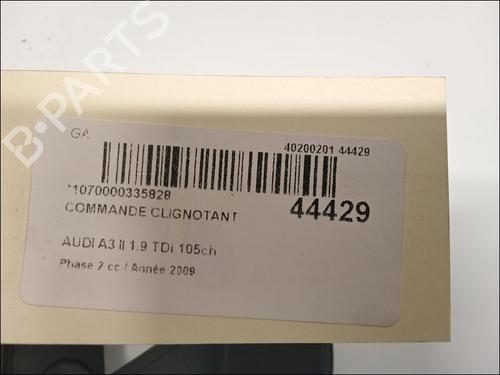 B-PARTS
GA
40200201 44429
*1070000335828
COMMANDE CLIGNOTANT
44429
AUDI A3 II 1.9 TDi 105ch
Phase 2 cc / Année 2009